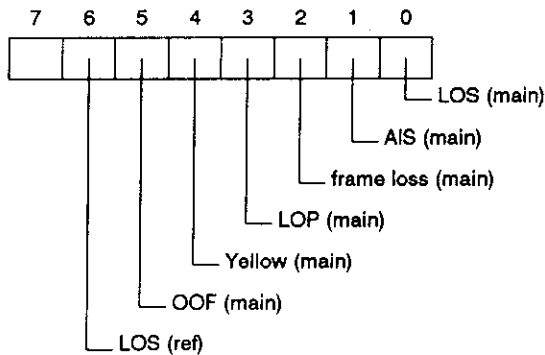 7 6 5 4 3 2 1 0
LOS (main)
AIS (main)
frame loss (main)
LOP (main)
Yellow (main)
OOF (main)
LOS (ref)